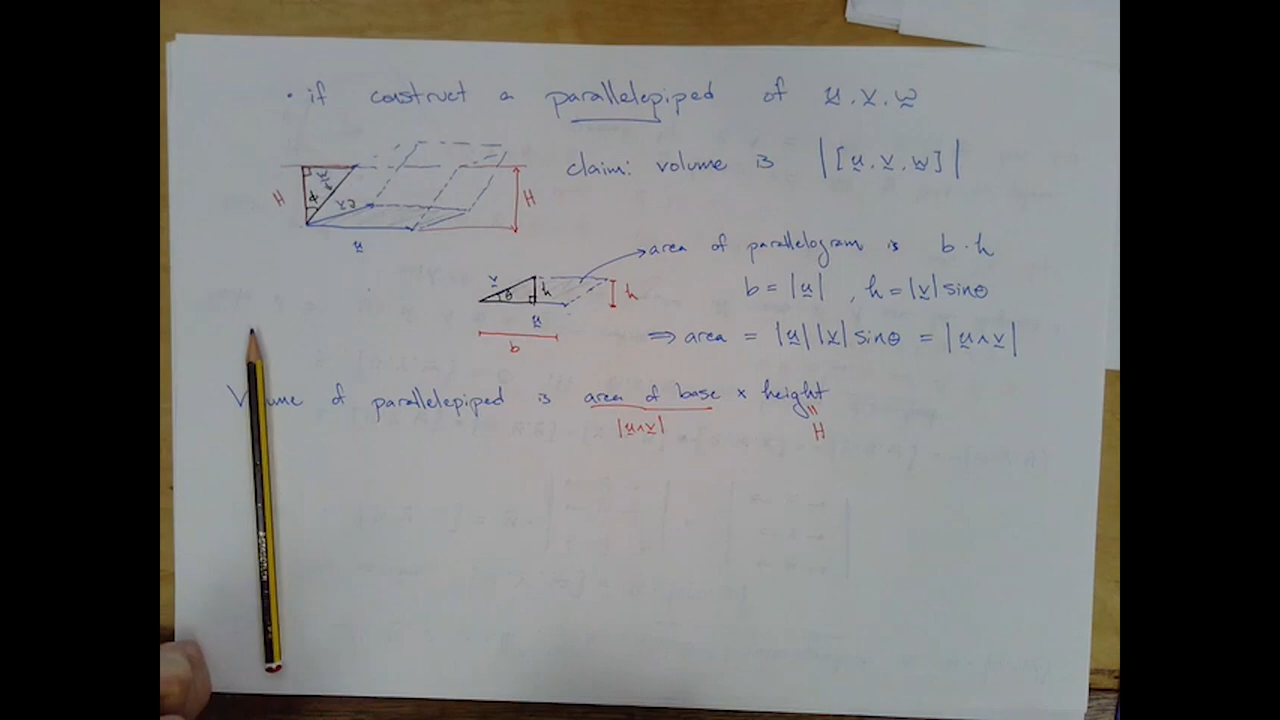 · if construct a parallelepiped of u, v, w
claim: volume is |[u, v, w]|
H
ϕ
w
v
H
u
→ area of parallelogram is b·h
v
θ
h
h
b = |u| , h = |v| sinθ
u
b
⇒ area = |u||v| sinθ = |u∧v|
V ume of parallelepiped is area of base × height
|u∧v|
=
H